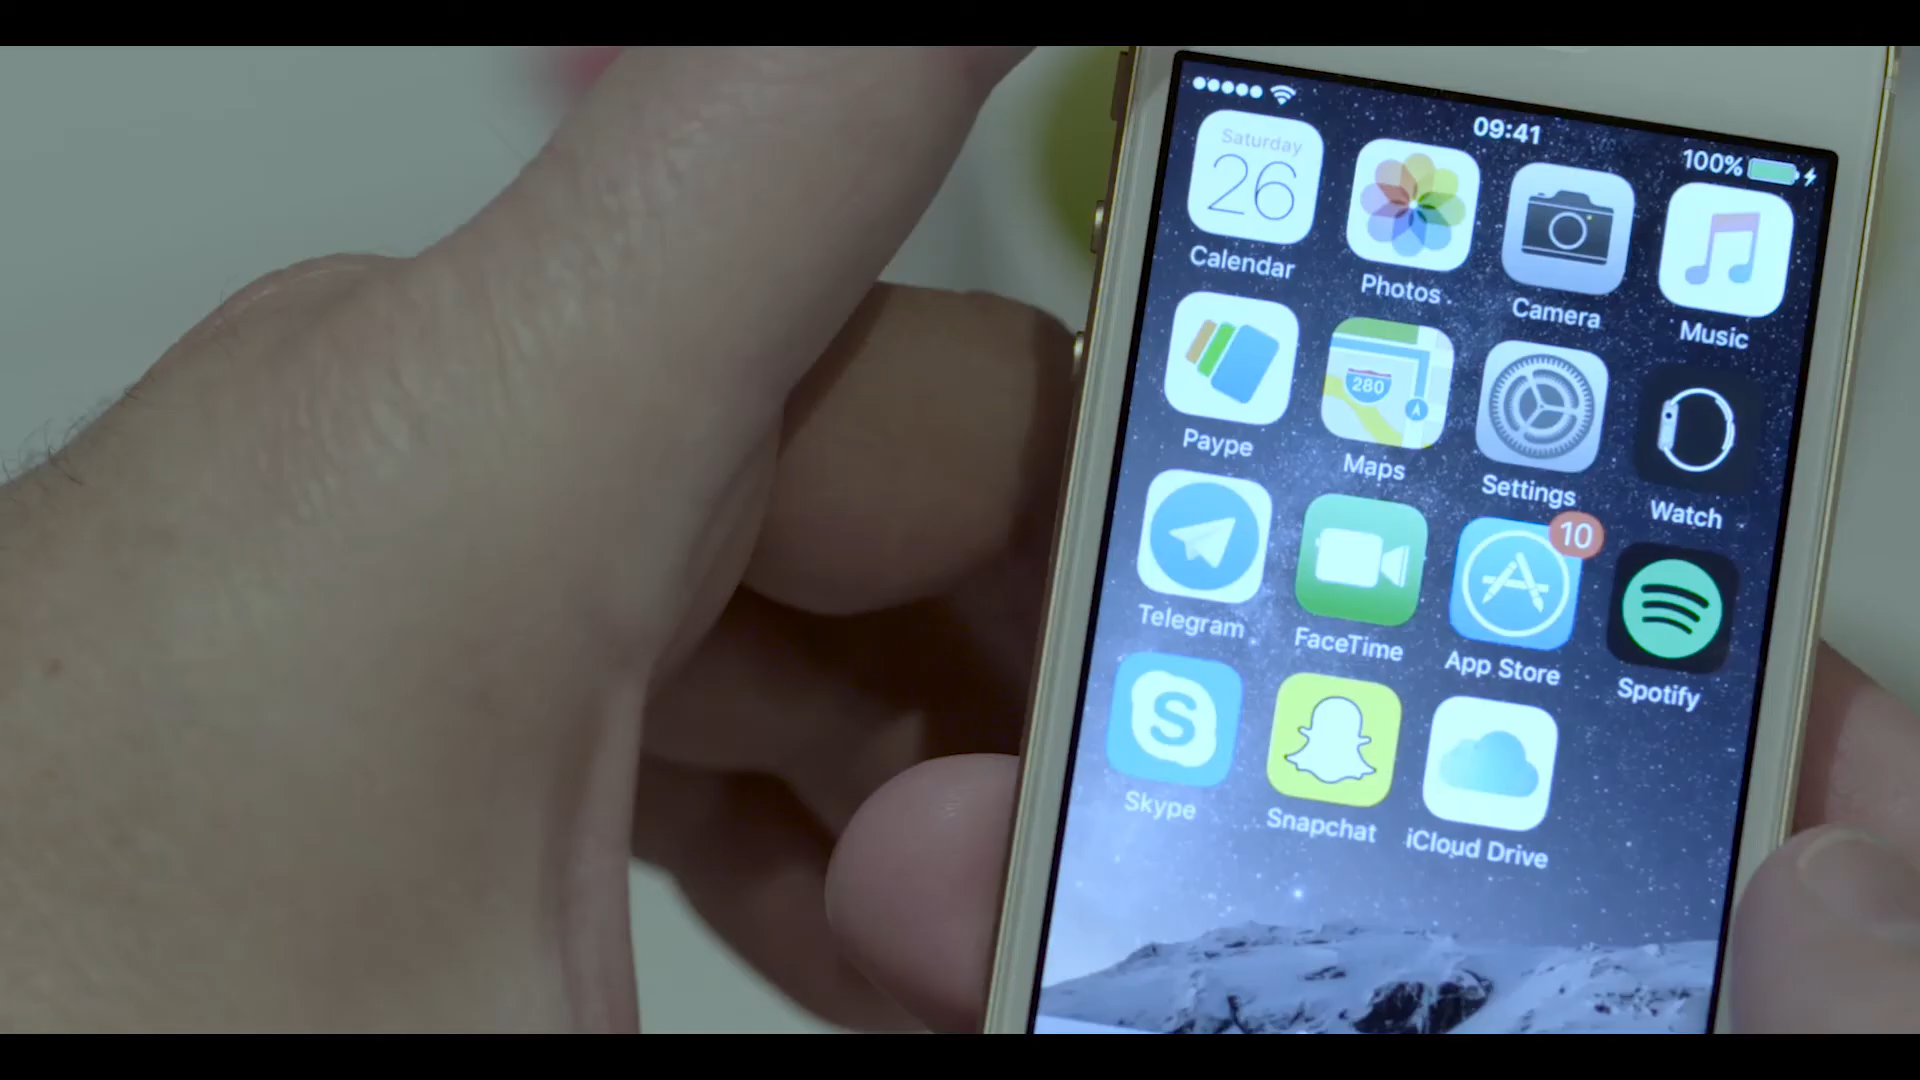 09:41
100%
Saturday
26
Calendar
Photos
Camera
Music
280
Paype
Maps
Settings
Watch
10
Telegram
FaceTime
App Store
Spotify
S
Skype
Snapchat
iCloud Drive